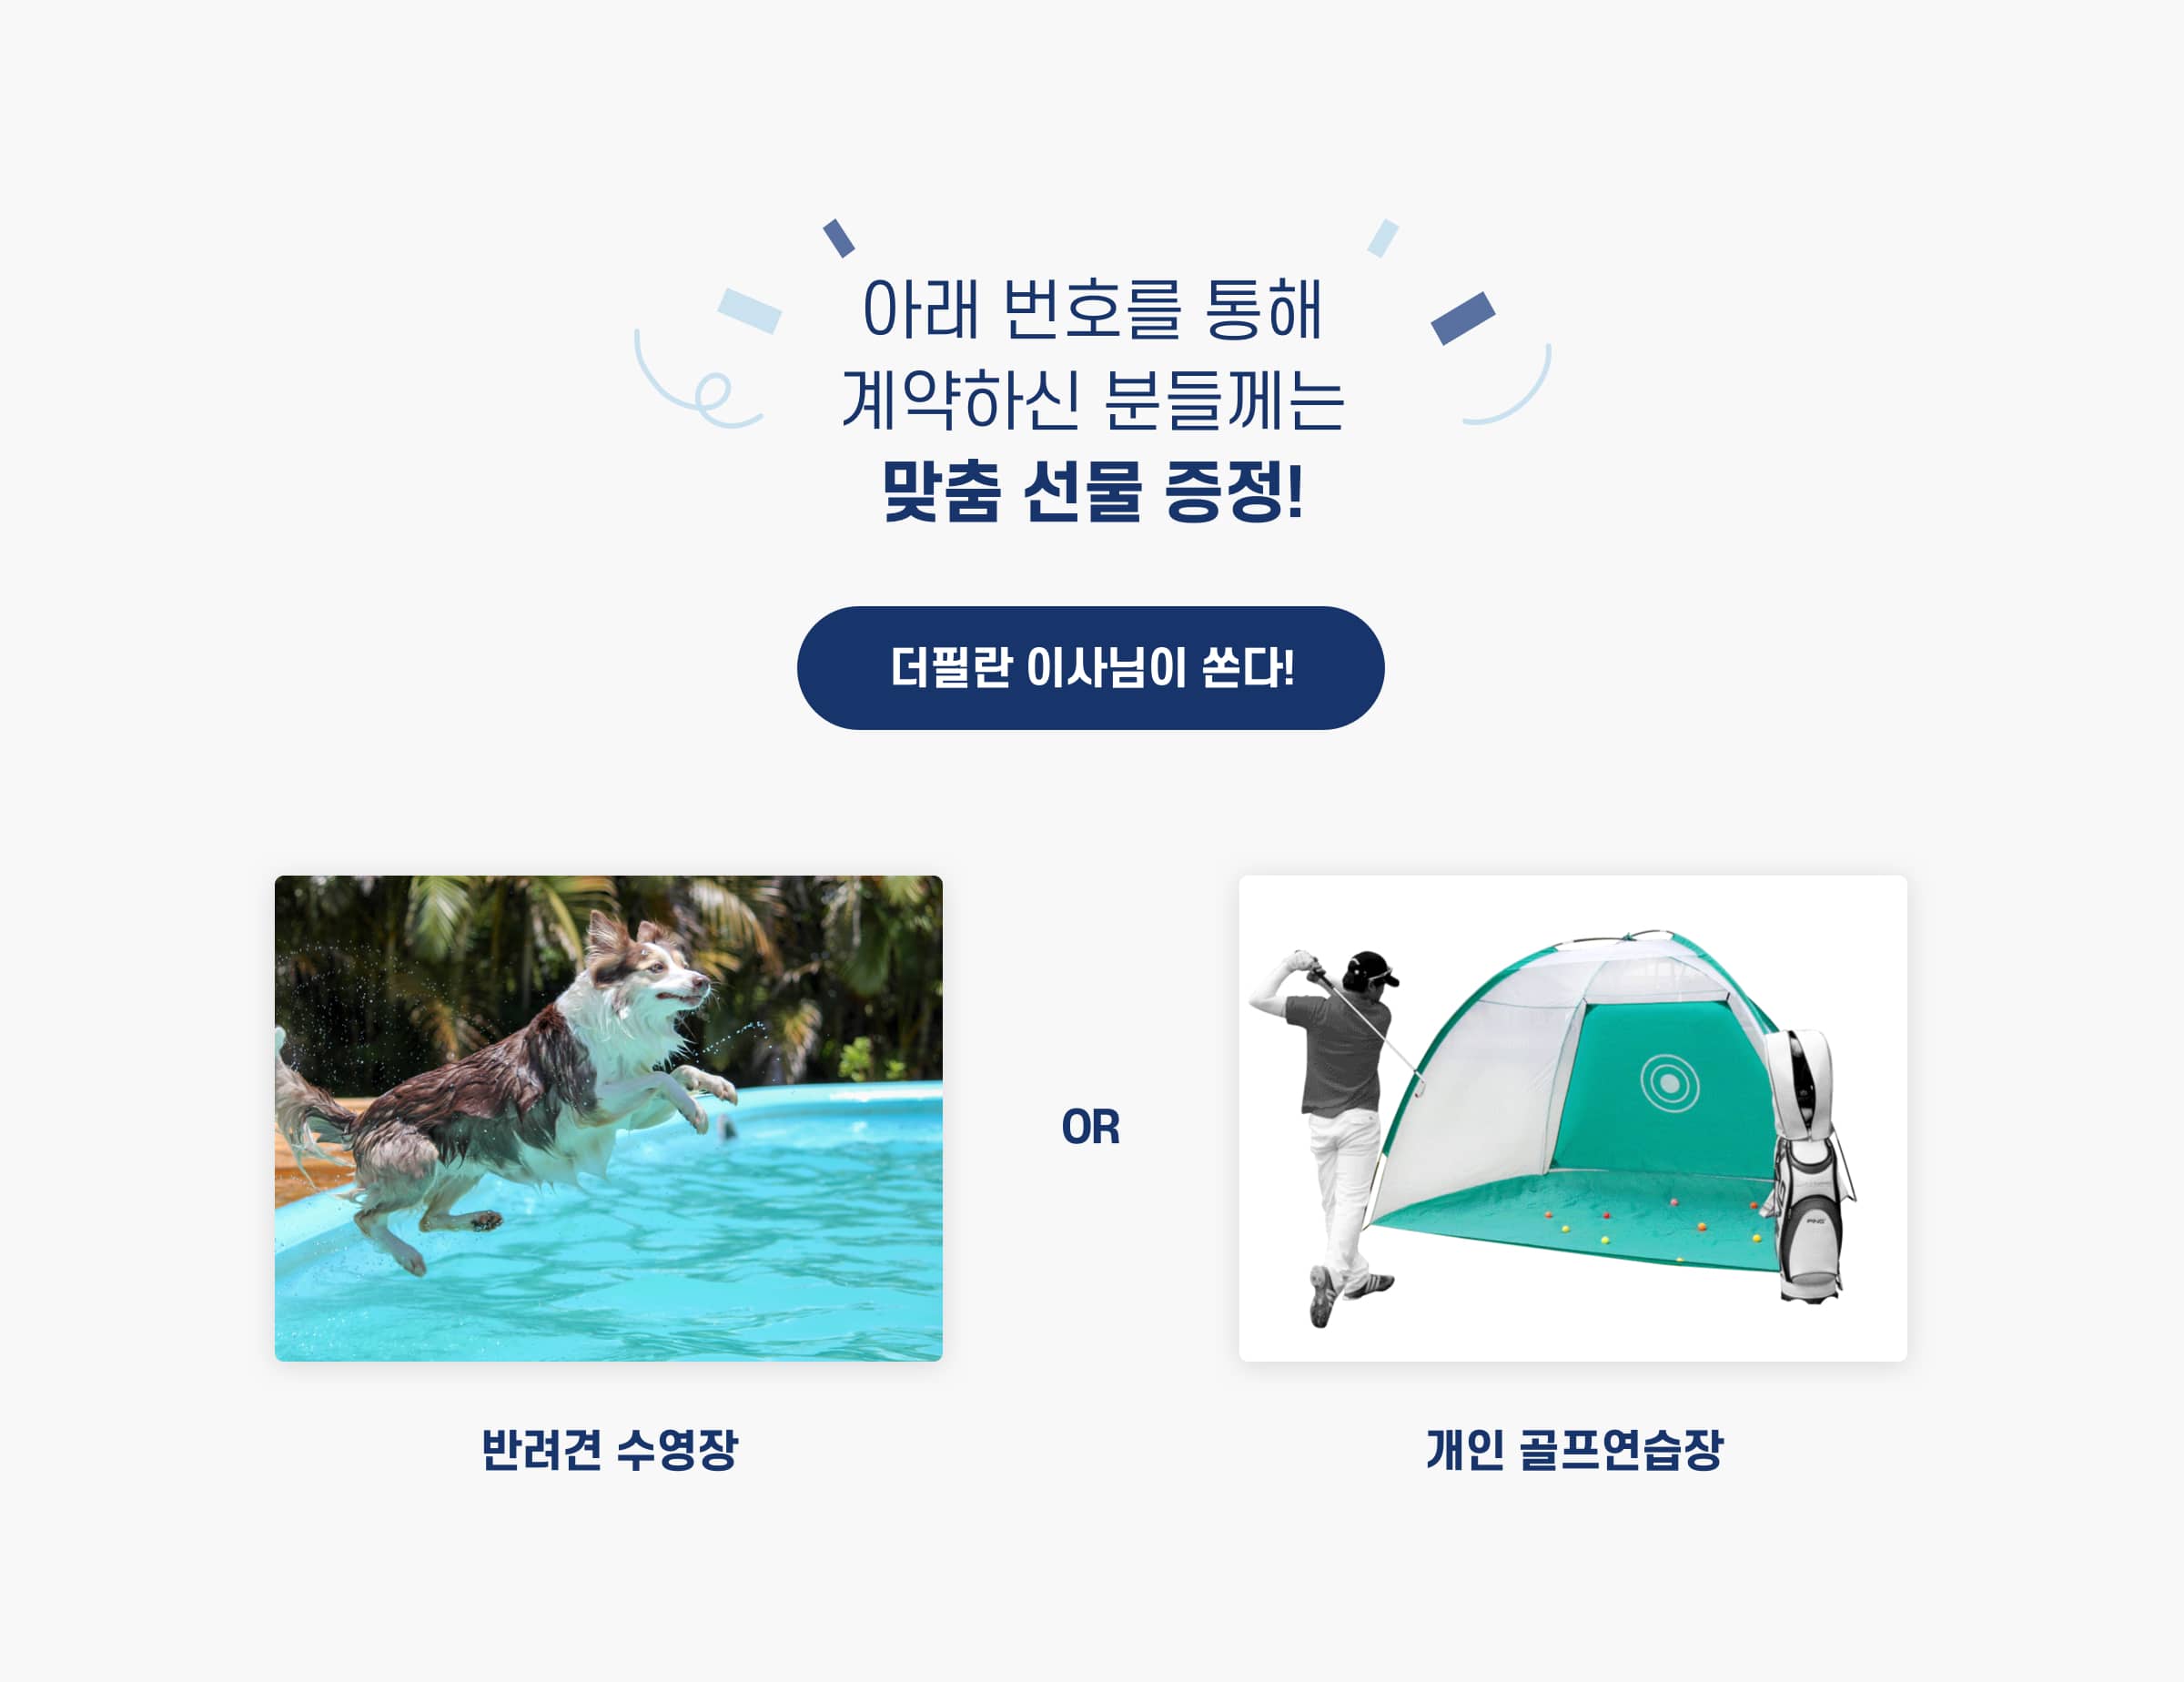 아래 번호를 통해
계약하신 분들께는
맞춤 선물 증정!
더필란 이사님이 쏜다!
OR
PING
반려견 수영장
개인 골프연습장